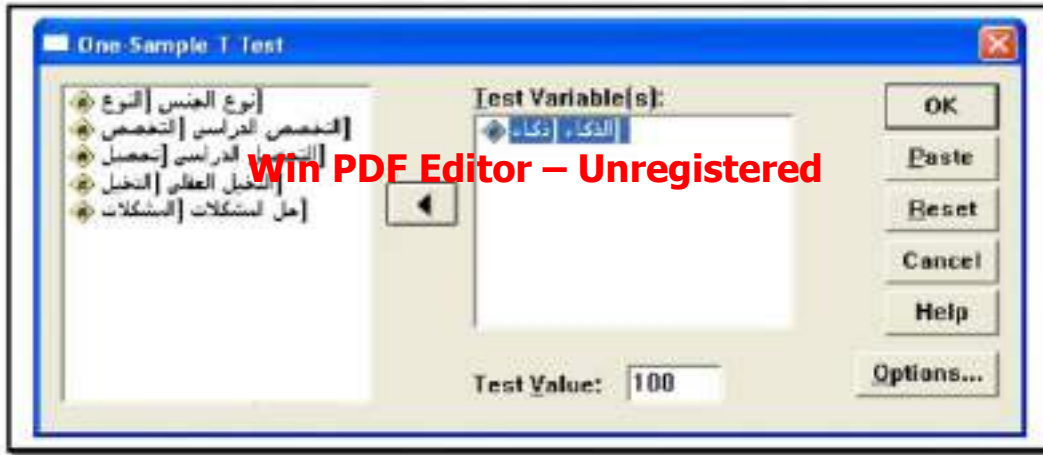 One-Sample T Test
نوع الجنس [النوع]
التخصص الدراسي [التخصص]
التحصيل الدراسي [تحصيل]
التخيل العقلي [التخيل]
حل المشكلات [المشكلات]
Test Variable(s):
الذكاء [ذكاء]
Test Value: 100
OK
Paste
Reset
Cancel
Help
Options...
Win PDF Editor – Unregistered